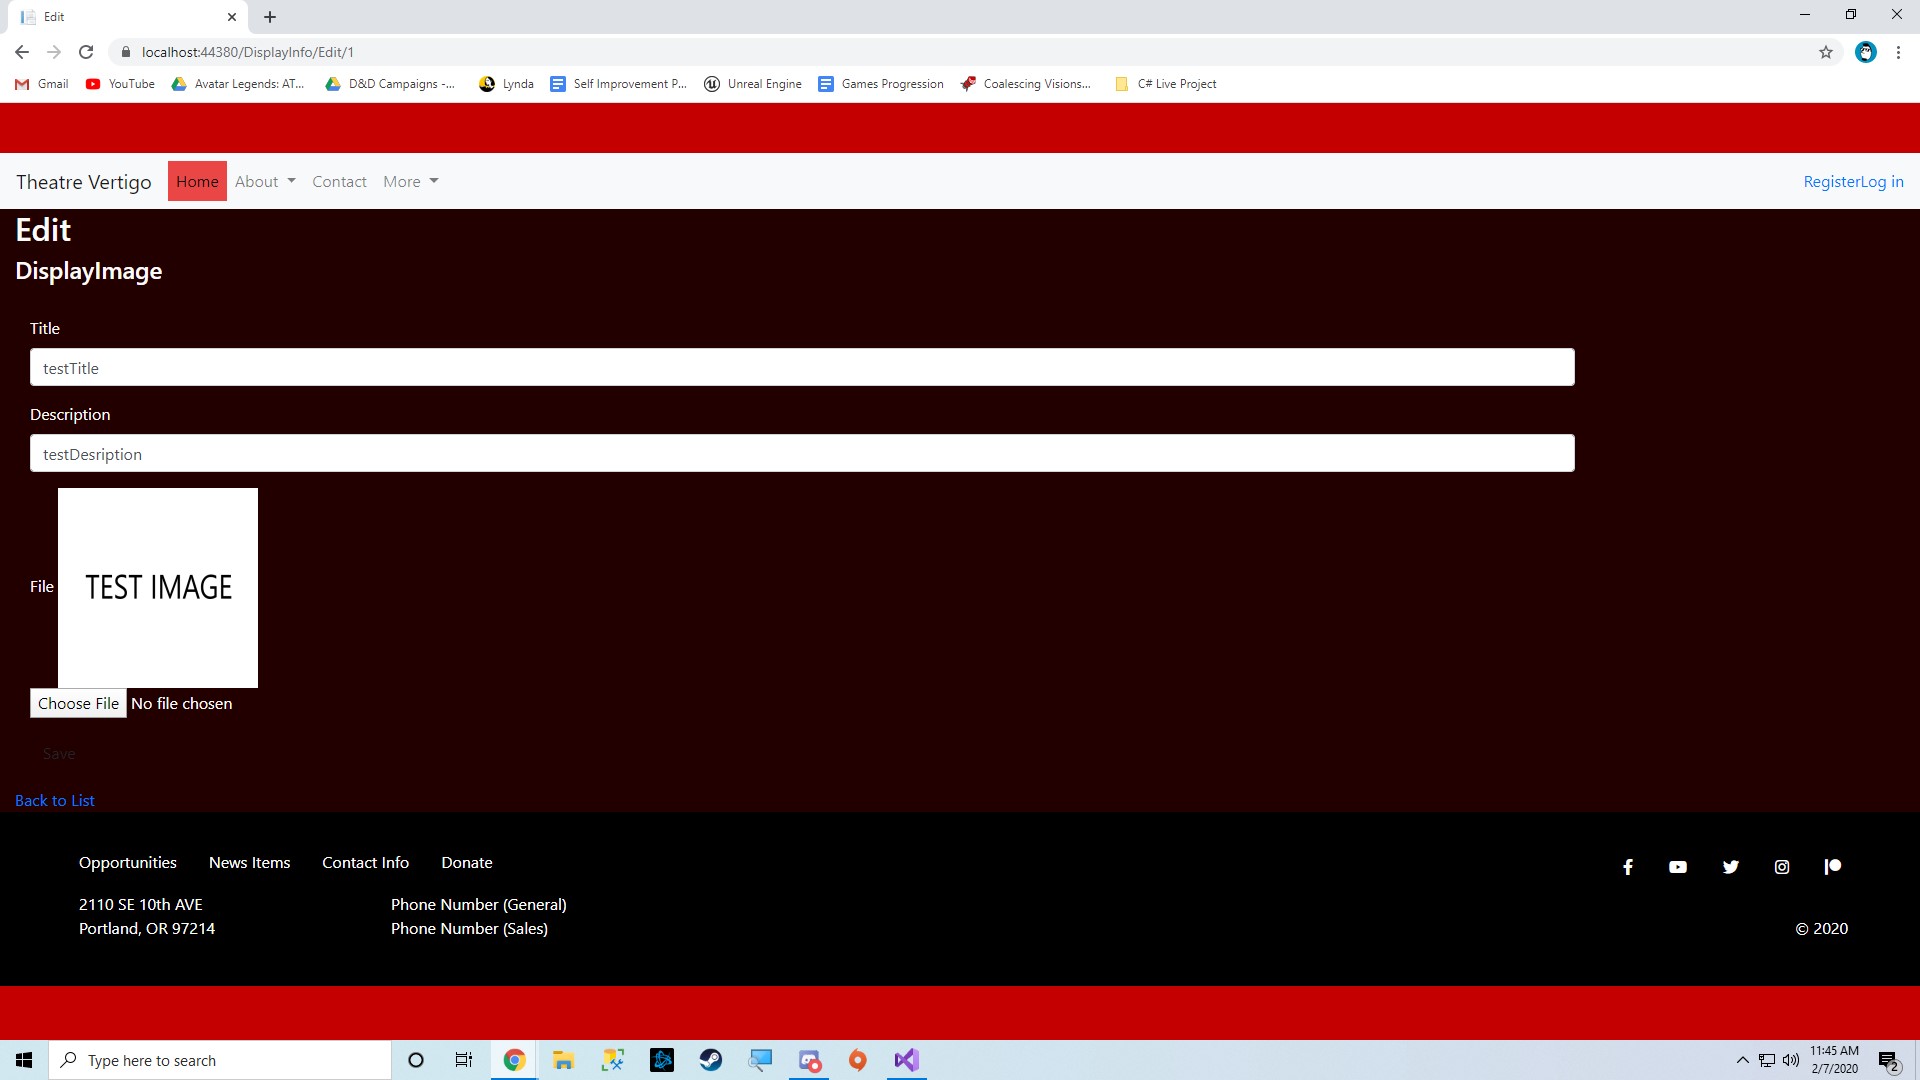 Edit
localhost:44380/DisplayInfo/Edit/1
Gmail YouTube Avatar Legends: AT... D&D Campaigns -... Lynda Self Improvement P... Unreal Engine Games Progression Coalescing Visions... C# Live Project
Theatre Vertigo Home About Contact More RegisterLog in
Edit
DisplayImage
Title
testTitle
Description
testDesription
File TEST IMAGE
Choose File No file chosen
Save
Back to List
Opportunities News Items Contact Info Donate
2110 SE 10th AVE Phone Number (General)
Portland, OR 97214 Phone Number (Sales) © 2020
Type here to search
11:45 AM
2/7/2020
2